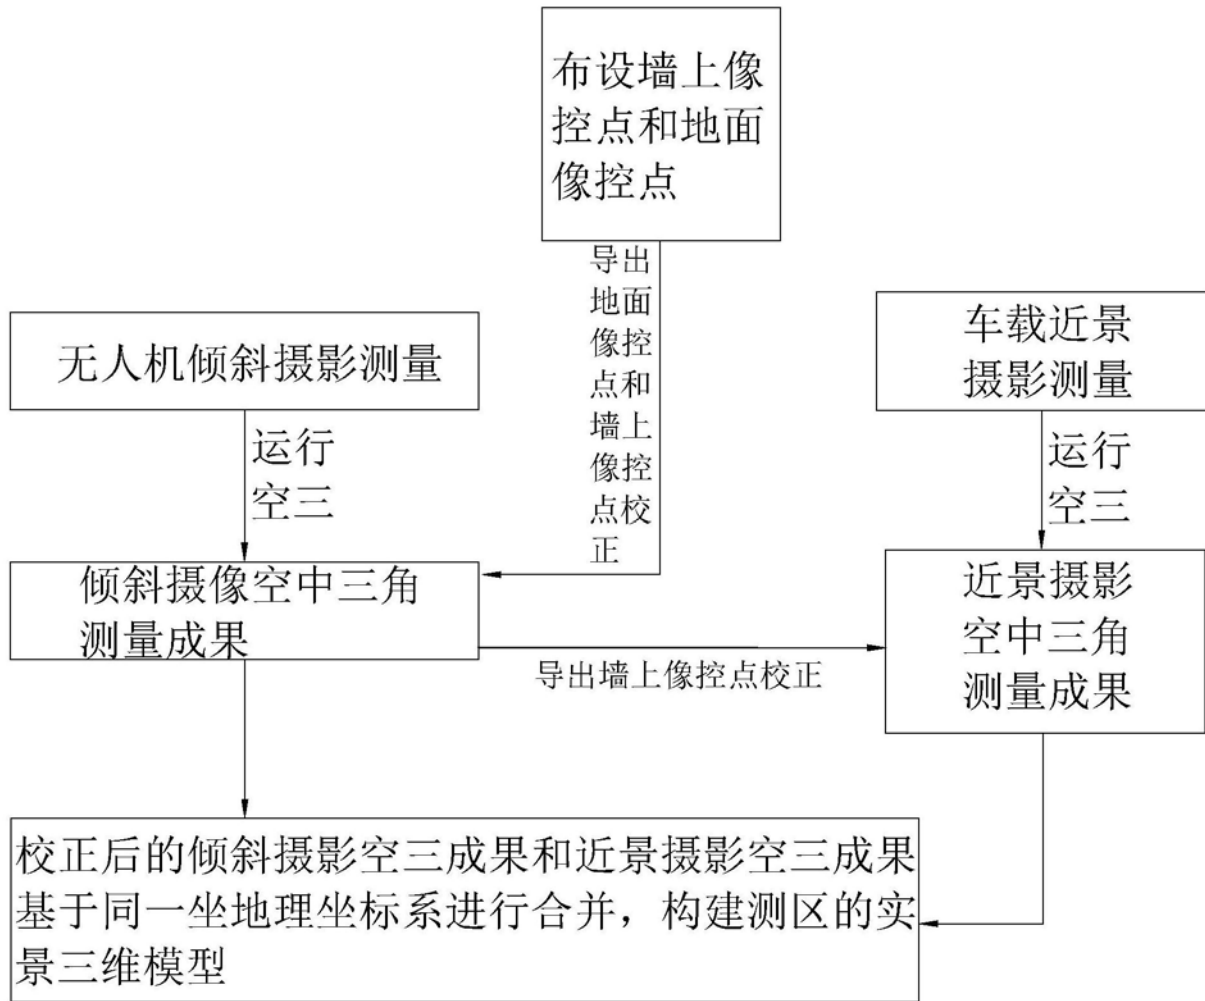 布设墙上像
控点和地面
像控点
导出
地面
像控
点和
墙上
像控
点校
正
无人机倾斜摄影测量
车载近景
摄影测量
运行
空三
运行
空三
倾斜摄像空中三角
测量成果
近景摄影
空中三角
测量成果
导出墙上像控点校正
校正后的倾斜摄影空三成果和近景摄影空三成果
基于同一坐地理坐标系进行合并，构建测区的实
景三维模型